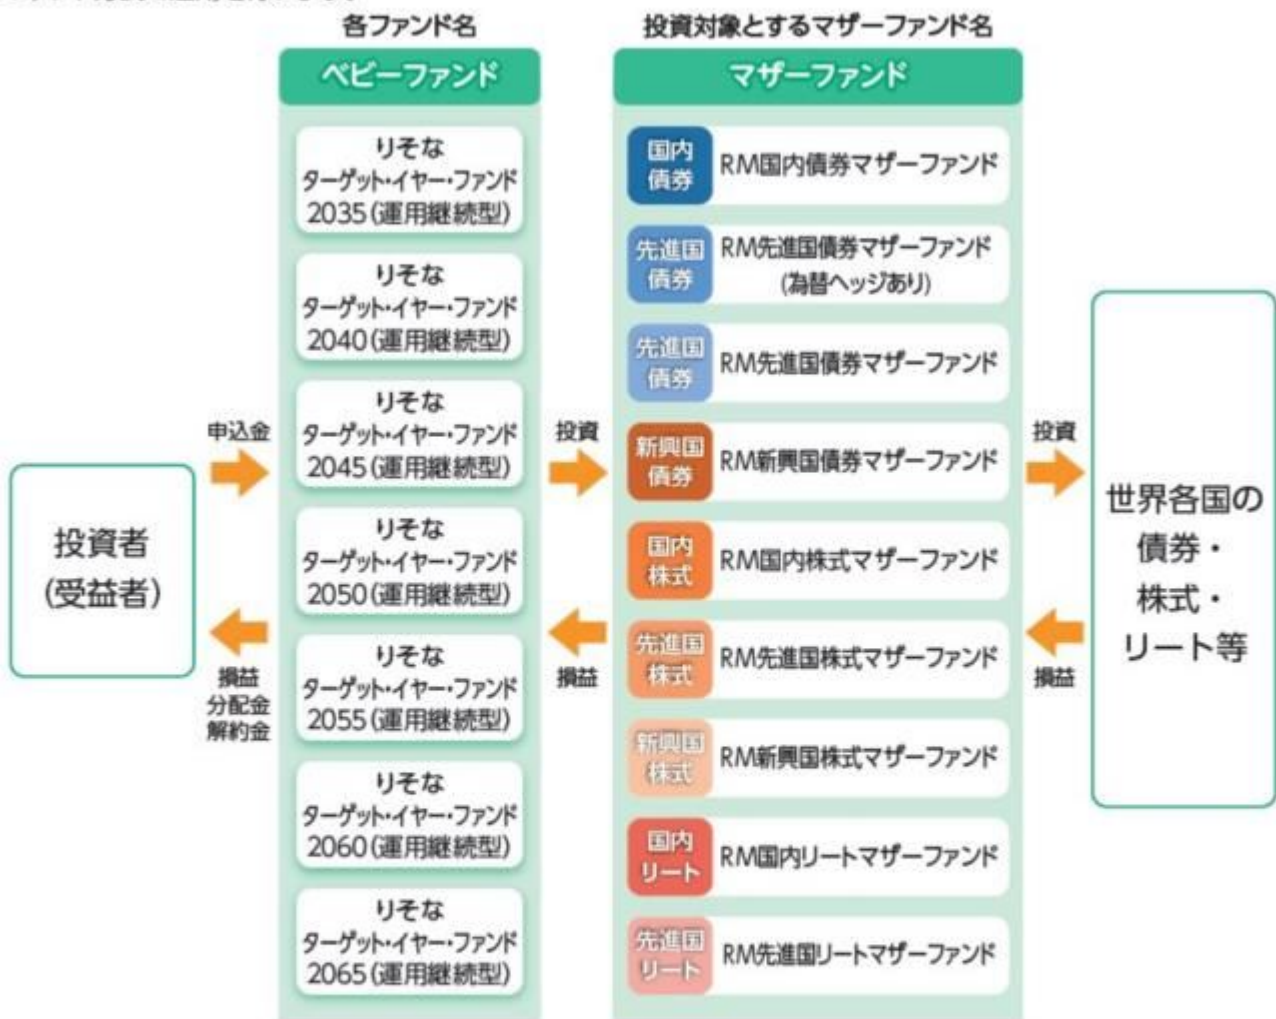 各ファンド名
ベビーファンド
りそな
ターゲット・イヤー・ファンド
2035(運用継続型)
りそな
ターゲット・イヤー・ファンド
2040(運用継続型)
りそな
ターゲット・イヤー・ファンド
2045(運用継続型)
りそな
ターゲット・イヤー・ファンド
2050(運用継続型)
りそな
ターゲット・イヤー・ファンド
2055(運用継続型)
りそな
ターゲット・イヤー・ファンド
2060(運用継続型)
りそな
ターゲット・イヤー・ファンド
2065(運用継続型)
投資対象とするマザーファンド名
マザーファンド
国内
債券
RM国内債券マザーファンド
先進国
債券
RM先進国債券マザーファンド
(為替ヘッジあり)
先進国
債券
RM先進国債券マザーファンド
新興国
債券
RM新興国債券マザーファンド
国内
株式
RM国内株式マザーファンド
先進国
株式
RM先進国株式マザーファンド
新興国
株式
RM新興国株式マザーファンド
国内
リート
RM国内リートマザーファンド
先進国
リート
RM先進国リートマザーファンド
投資者
(受益者)
申込金
損益
分配金
解約金
投資
損益
投資
損益
世界各国の
債券・
株式・
リート等